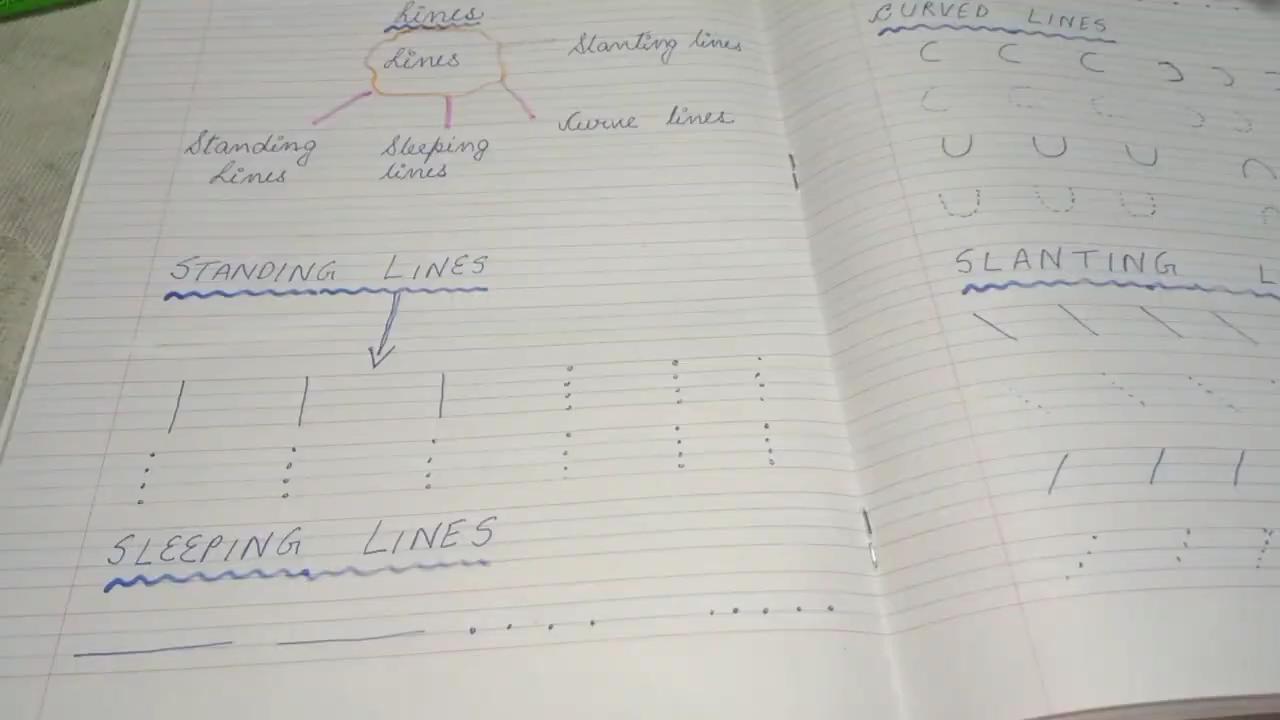 Lines
Lines
Slanting lines
Curve lines
Standing
Lines
Sleeping
lines
STANDING LINES
SLEEPING LINES
CURVED LINES
SLANTING L